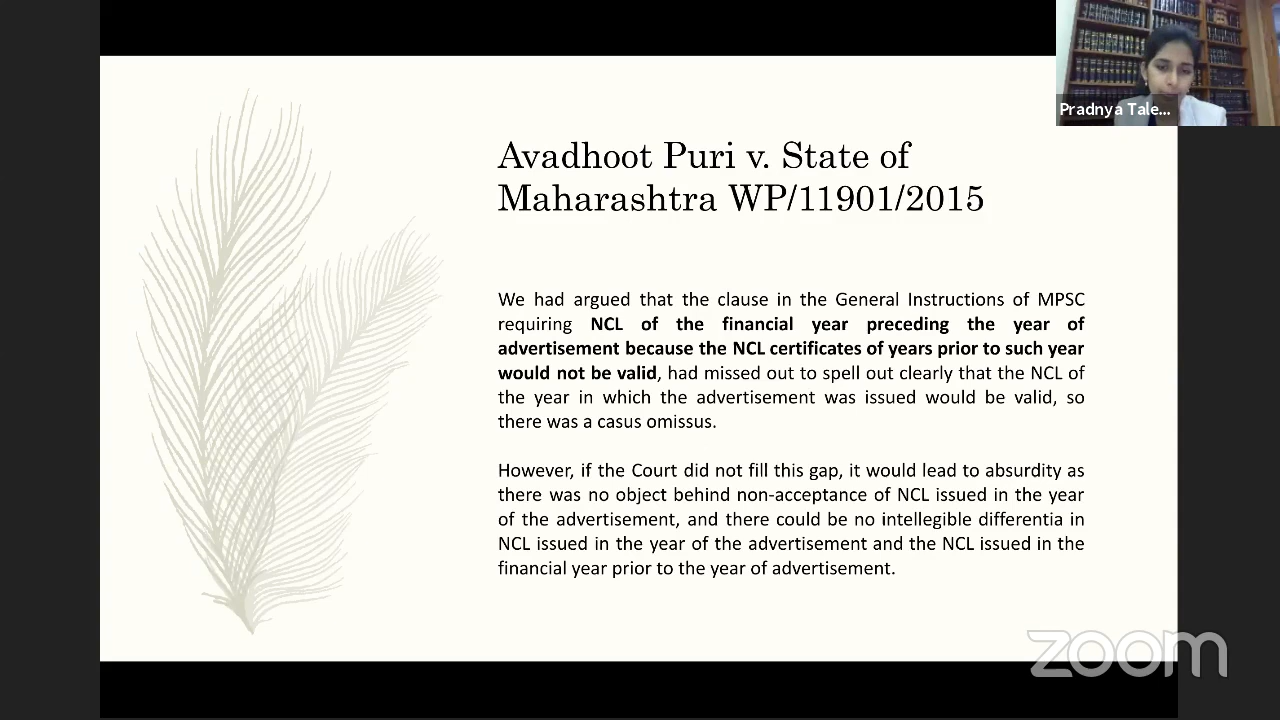 Pradnya Tale...
Avadhoot Puri v. State of
Maharashtra WP/11901/2015
We had argued that the clause in the General Instructions of MPSC
requiring NCL of the financial year preceding the year of
advertisement because the NCL certificates of years prior to such year
would not be valid, had missed out to spell out clearly that the NCL of
the year in which the advertisement was issued would be valid, so
there was a casus omissus.
However, if the Court did not fill this gap, it would lead to absurdity as
there was no object behind non-acceptance of NCL issued in the year
of the advertisement, and there could be no intellegible differentia in
NCL issued in the year of the advertisement and the NCL issued in the
financial year prior to the year of advertisement.
zoom